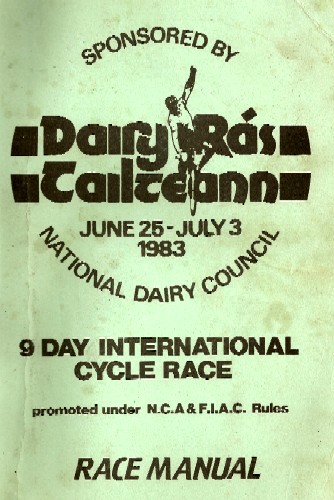 SPONSORED BY
Dairy Rás
Tailteann
JUNE 25-JULY 3
1983
NATIONAL DAIRY COUNCIL
9 DAY INTERNATIONAL
CYCLE RACE
promoted under N.C.A & F.I.A.C. Rules
RACE MANUAL